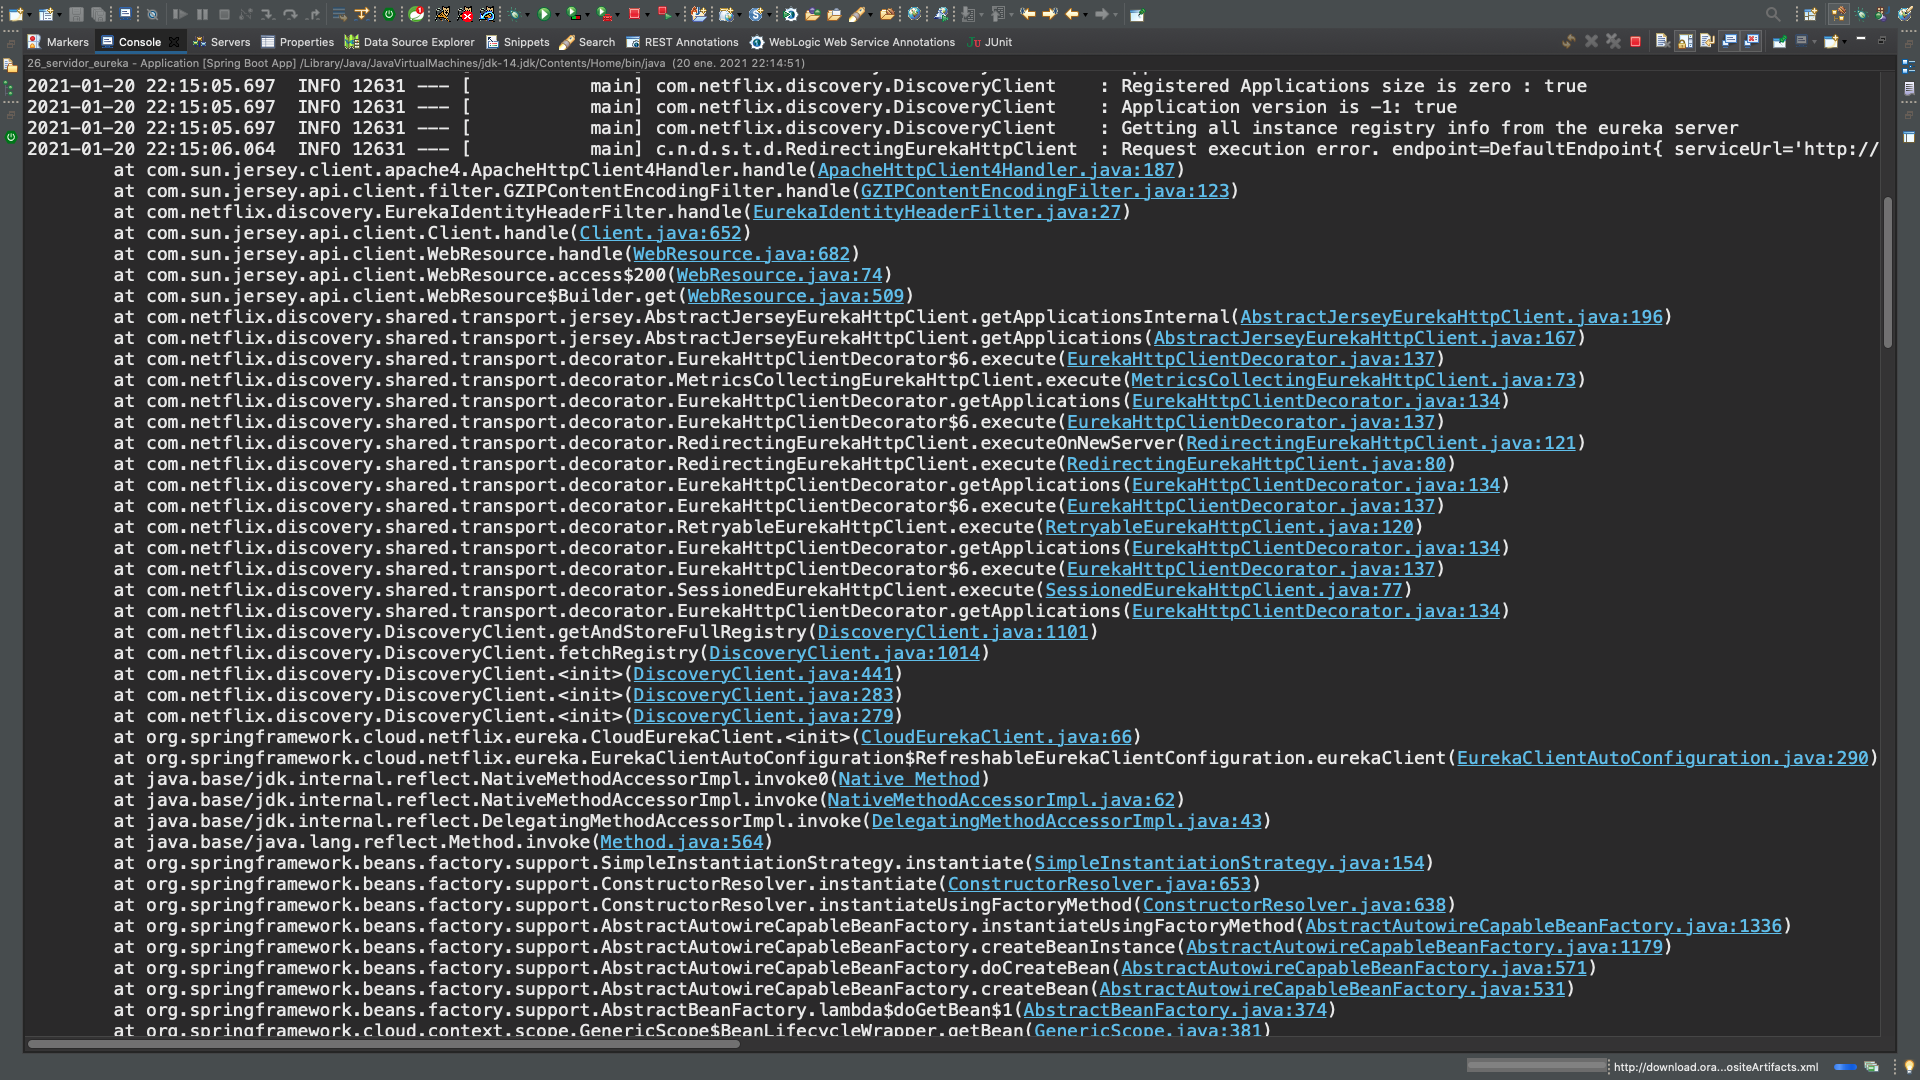 Markers Console Servers Properties Data Source Explorer Snippets Search REST Annotations WebLogic Web Service Annotations Ju JUnit
26_servidor_eureka - Application [Spring Boot App] /Library/Java/JavaVirtualMachines/jdk-14.jdk/Contents/Home/bin/java (20 ene. 2021 22:14:51)
2021-01-20 22:15:05.697  INFO 12631 --- [           main] com.netflix.discovery.DiscoveryClient    : Registered Applications size is zero : true
2021-01-20 22:15:05.697  INFO 12631 --- [           main] com.netflix.discovery.DiscoveryClient    : Application version is -1: true
2021-01-20 22:15:05.697  INFO 12631 --- [           main] com.netflix.discovery.DiscoveryClient    : Getting all instance registry info from the eureka server
2021-01-20 22:15:06.064  INFO 12631 --- [           main] c.n.d.s.t.d.RedirectingEurekaHttpClient  : Request execution error. endpoint=DefaultEndpoint{ serviceUrl='http://
at com.sun.jersey.client.apache4.ApacheHttpClient4Handler.handle(ApacheHttpClient4Handler.java:187)
at com.sun.jersey.api.client.filter.GZIPContentEncodingFilter.handle(GZIPContentEncodingFilter.java:123)
at com.netflix.discovery.EurekaIdentityHeaderFilter.handle(EurekaIdentityHeaderFilter.java:27)
at com.sun.jersey.api.client.Client.handle(Client.java:652)
at com.sun.jersey.api.client.WebResource.handle(WebResource.java:682)
at com.sun.jersey.api.client.WebResource.access$200(WebResource.java:74)
at com.sun.jersey.api.client.WebResource$Builder.get(WebResource.java:509)
at com.netflix.discovery.shared.transport.jersey.AbstractJerseyEurekaHttpClient.getApplicationsInternal(AbstractJerseyEurekaHttpClient.java:196)
at com.netflix.discovery.shared.transport.jersey.AbstractJerseyEurekaHttpClient.getApplications(AbstractJerseyEurekaHttpClient.java:167)
at com.netflix.discovery.shared.transport.decorator.EurekaHttpClientDecorator$6.execute(EurekaHttpClientDecorator.java:137)
at com.netflix.discovery.shared.transport.decorator.MetricsCollectingEurekaHttpClient.execute(MetricsCollectingEurekaHttpClient.java:73)
at com.netflix.discovery.shared.transport.decorator.EurekaHttpClientDecorator.getApplications(EurekaHttpClientDecorator.java:134)
at com.netflix.discovery.shared.transport.decorator.EurekaHttpClientDecorator$6.execute(EurekaHttpClientDecorator.java:137)
at com.netflix.discovery.shared.transport.decorator.RedirectingEurekaHttpClient.executeOnNewServer(RedirectingEurekaHttpClient.java:121)
at com.netflix.discovery.shared.transport.decorator.RedirectingEurekaHttpClient.execute(RedirectingEurekaHttpClient.java:80)
at com.netflix.discovery.shared.transport.decorator.EurekaHttpClientDecorator.getApplications(EurekaHttpClientDecorator.java:134)
at com.netflix.discovery.shared.transport.decorator.EurekaHttpClientDecorator$6.execute(EurekaHttpClientDecorator.java:137)
at com.netflix.discovery.shared.transport.decorator.RetryableEurekaHttpClient.execute(RetryableEurekaHttpClient.java:120)
at com.netflix.discovery.shared.transport.decorator.EurekaHttpClientDecorator.getApplications(EurekaHttpClientDecorator.java:134)
at com.netflix.discovery.shared.transport.decorator.EurekaHttpClientDecorator$6.execute(EurekaHttpClientDecorator.java:137)
at com.netflix.discovery.shared.transport.decorator.SessionedEurekaHttpClient.execute(SessionedEurekaHttpClient.java:77)
at com.netflix.discovery.shared.transport.decorator.EurekaHttpClientDecorator.getApplications(EurekaHttpClientDecorator.java:134)
at com.netflix.discovery.DiscoveryClient.getAndStoreFullRegistry(DiscoveryClient.java:1101)
at com.netflix.discovery.DiscoveryClient.fetchRegistry(DiscoveryClient.java:1014)
at com.netflix.discovery.DiscoveryClient.<init>(DiscoveryClient.java:441)
at com.netflix.discovery.DiscoveryClient.<init>(DiscoveryClient.java:283)
at com.netflix.discovery.DiscoveryClient.<init>(DiscoveryClient.java:279)
at org.springframework.cloud.netflix.eureka.CloudEurekaClient.<init>(CloudEurekaClient.java:66)
at org.springframework.cloud.netflix.eureka.EurekaClientAutoConfiguration$RefreshableEurekaClientConfiguration.eurekaClient(EurekaClientAutoConfiguration.java:290)
at java.base/jdk.internal.reflect.NativeMethodAccessorImpl.invoke0(Native Method)
at java.base/jdk.internal.reflect.NativeMethodAccessorImpl.invoke(NativeMethodAccessorImpl.java:62)
at java.base/jdk.internal.reflect.DelegatingMethodAccessorImpl.invoke(DelegatingMethodAccessorImpl.java:43)
at java.base/java.lang.reflect.Method.invoke(Method.java:564)
at org.springframework.beans.factory.support.SimpleInstantiationStrategy.instantiate(SimpleInstantiationStrategy.java:154)
at org.springframework.beans.factory.support.ConstructorResolver.instantiate(ConstructorResolver.java:653)
at org.springframework.beans.factory.support.ConstructorResolver.instantiateUsingFactoryMethod(ConstructorResolver.java:638)
at org.springframework.beans.factory.support.AbstractAutowireCapableBeanFactory.instantiateUsingFactoryMethod(AbstractAutowireCapableBeanFactory.java:1336)
at org.springframework.beans.factory.support.AbstractAutowireCapableBeanFactory.createBeanInstance(AbstractAutowireCapableBeanFactory.java:1179)
at org.springframework.beans.factory.support.AbstractAutowireCapableBeanFactory.doCreateBean(AbstractAutowireCapableBeanFactory.java:571)
at org.springframework.beans.factory.support.AbstractAutowireCapableBeanFactory.createBean(AbstractAutowireCapableBeanFactory.java:531)
at org.springframework.beans.factory.support.AbstractBeanFactory.lambda$doGetBean$1(AbstractBeanFactory.java:374)
at org.springframework.cloud.context.scope.GenericScope$BeanLifecycleWrapper.getBean(GenericScope.java:381)
http://download.ora...ositeArtifacts.xml